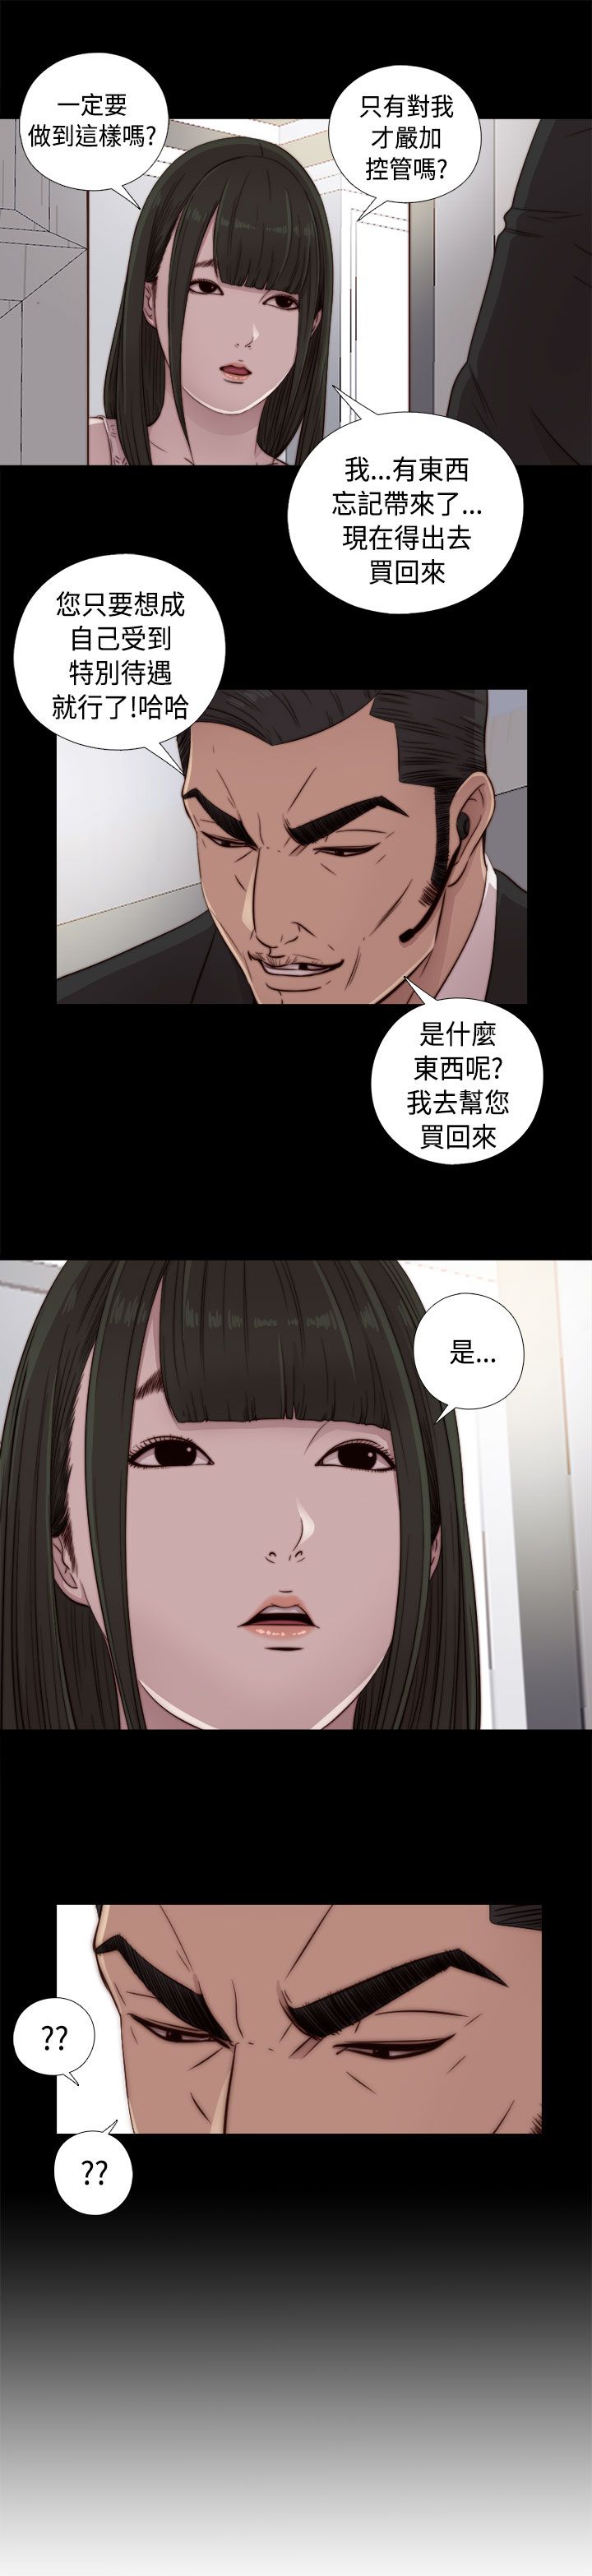 一定要
做到這樣嗎?
只有對我
才嚴加
控管嗎?
我...有東西
忘記帶來了...
現在得出去
買回來
您只要想成
自己受到
特別待遇
就行了!哈哈
是什麼
東西呢?
我去幫您
買回來
是...
??
??